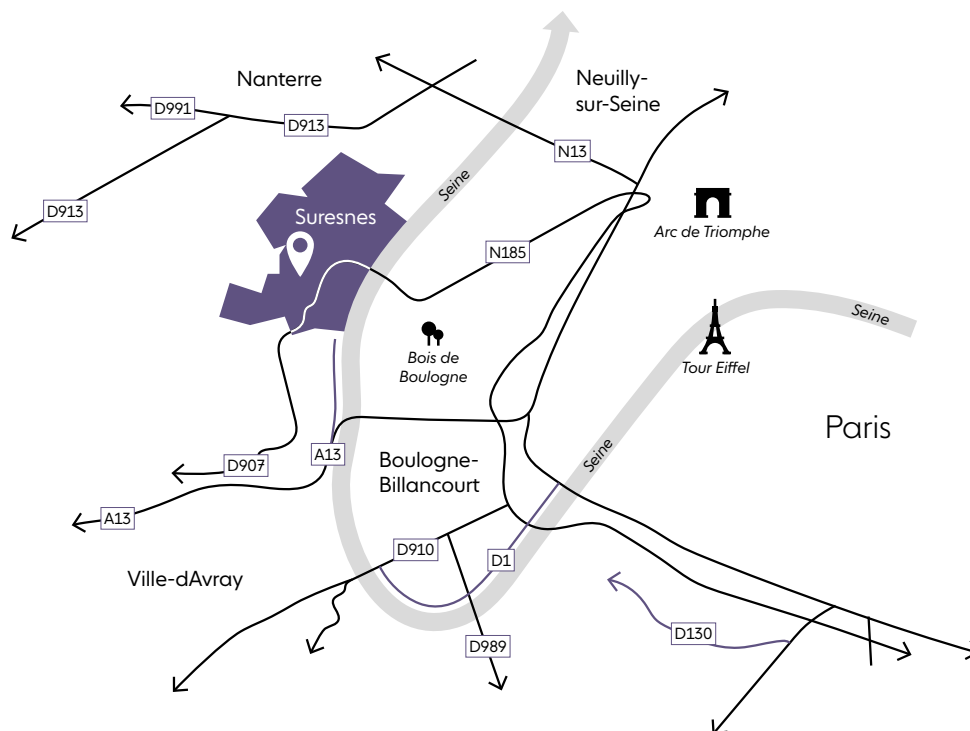 Nanterre
Neuilly-
sur-Seine
D991
D913
N13
Seine
D913
Suresnes
Arc de Triomphe
N185
Seine
Bois de
Boulogne
Tour Eiffel
Paris
Seine
A13
D907
Boulogne-
Billancourt
A13
D910
D1
Ville-dAvray
D130
D989